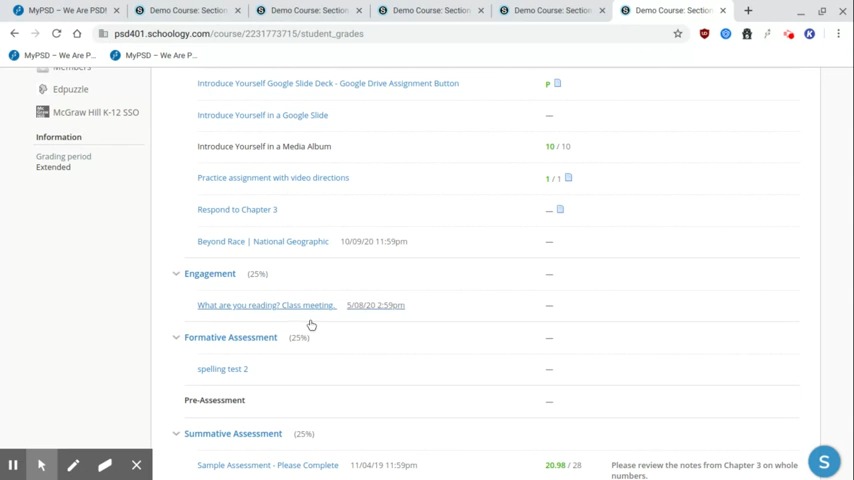 MyPSD – We Are PSD!
Demo Course: Section
Demo Course: Section
Demo Course: Section
Demo Course: Section
Demo Course: Section
psd401.schoology.com/course/2231773715/student_grades
MyPSD – We Are P...
MyPSD – We Are P...
Members
Edpuzzle
McGraw Hill K-12 SSO
Information
Grading period
Extended
Introduce Yourself Google Slide Deck - Google Drive Assignment Button P
Introduce Yourself in a Google Slide —
Introduce Yourself in a Media Album 10 / 10
Practice assignment with video directions 1 / 1
Respond to Chapter 3 —
Beyond Race | National Geographic 10/09/20 11:59pm —
Engagement (25%) —
What are you reading? Class meeting. 5/08/20 2:59pm —
Formative Assessment (25%) —
spelling test 2 —
Pre-Assessment —
Summative Assessment (25%) —
Sample Assessment - Please Complete 11/04/19 11:59pm 20.98 / 28 Please review the notes from Chapter 3 on whole
numbers.
S